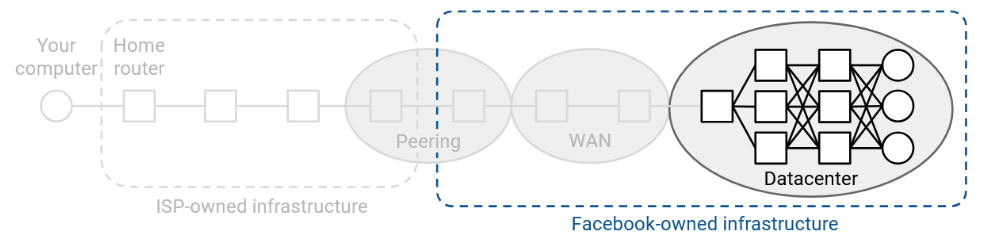 Your
computer
Home
router
Peering
WAN
Datacenter
ISP-owned infrastructure
Facebook-owned infrastructure